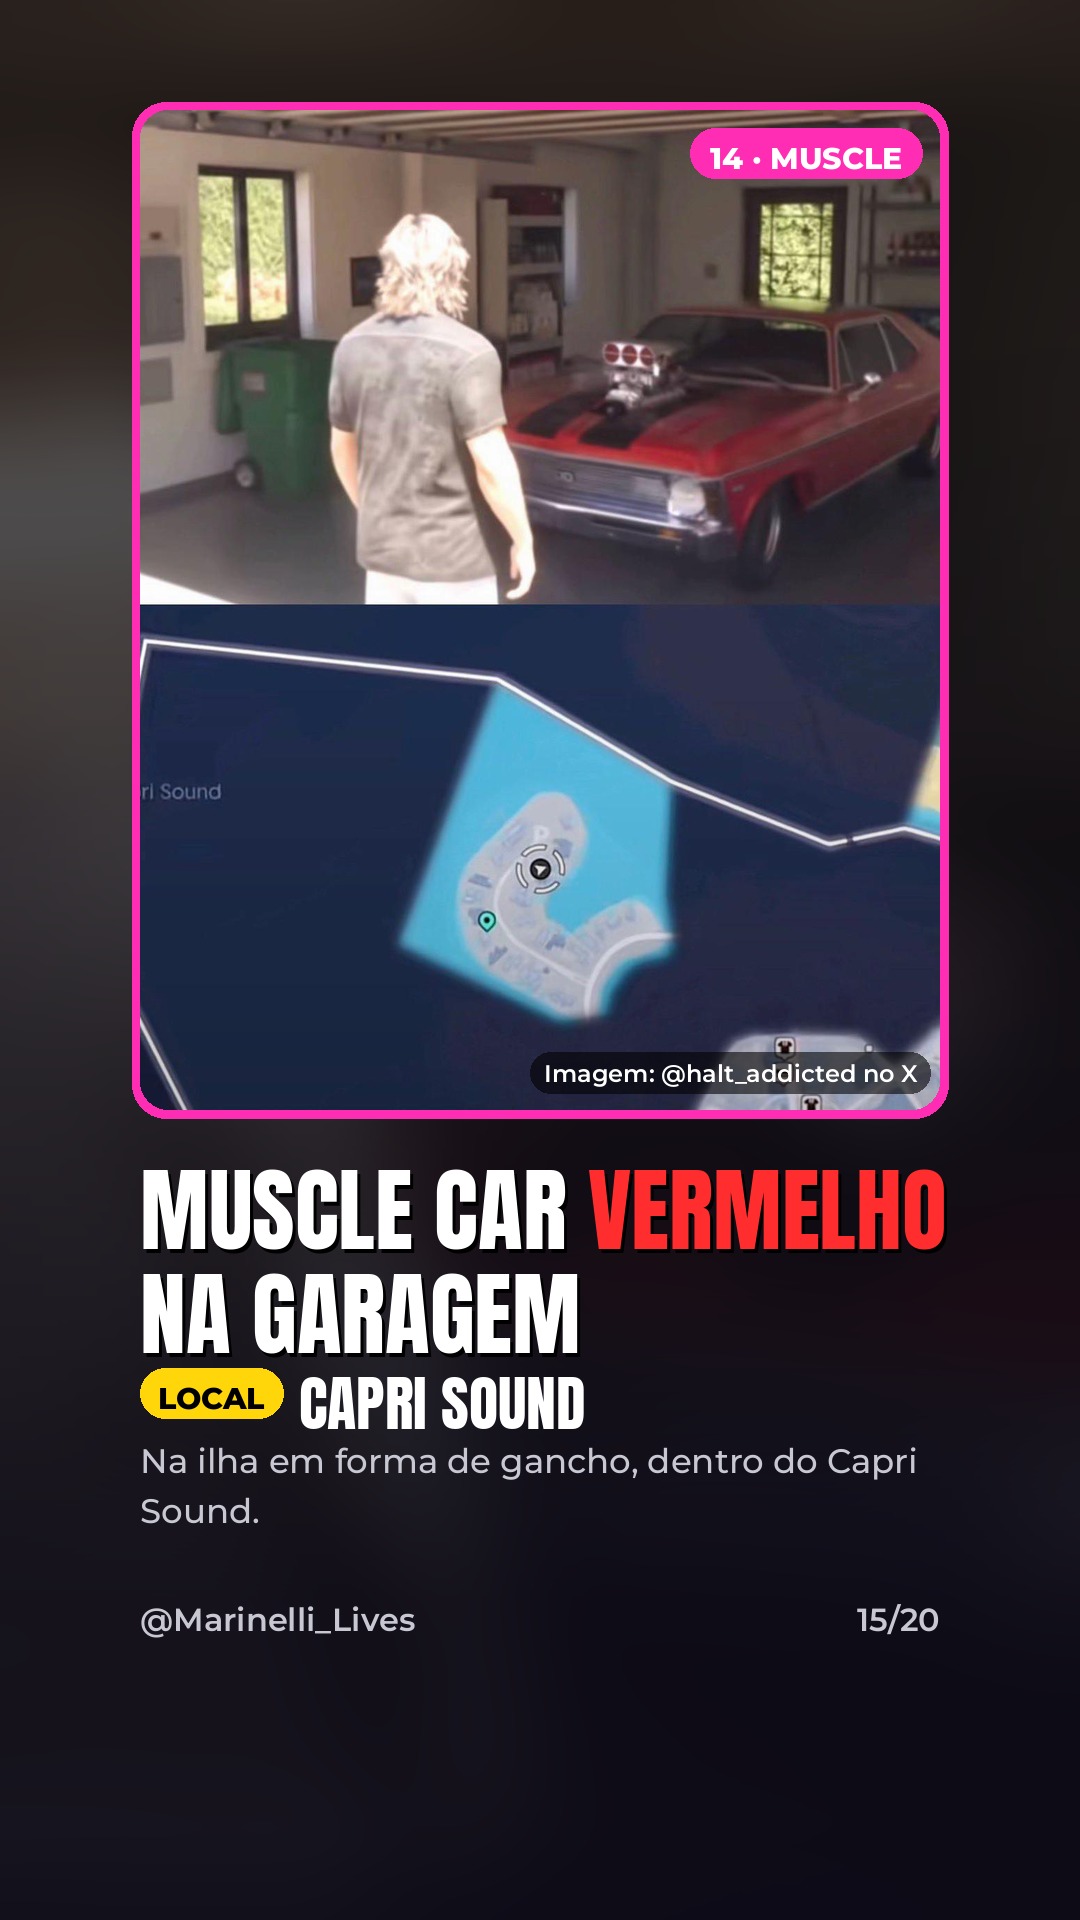 14 · MUSCLE
ri Sound
P
Imagem: @halt_addicted no X
MUSCLE CAR VERMELHO
NA GARAGEM
LOCAL CAPRI SOUND
Na ilha em forma de gancho, dentro do Capri
Sound.
@Marinelli_Lives 15/20